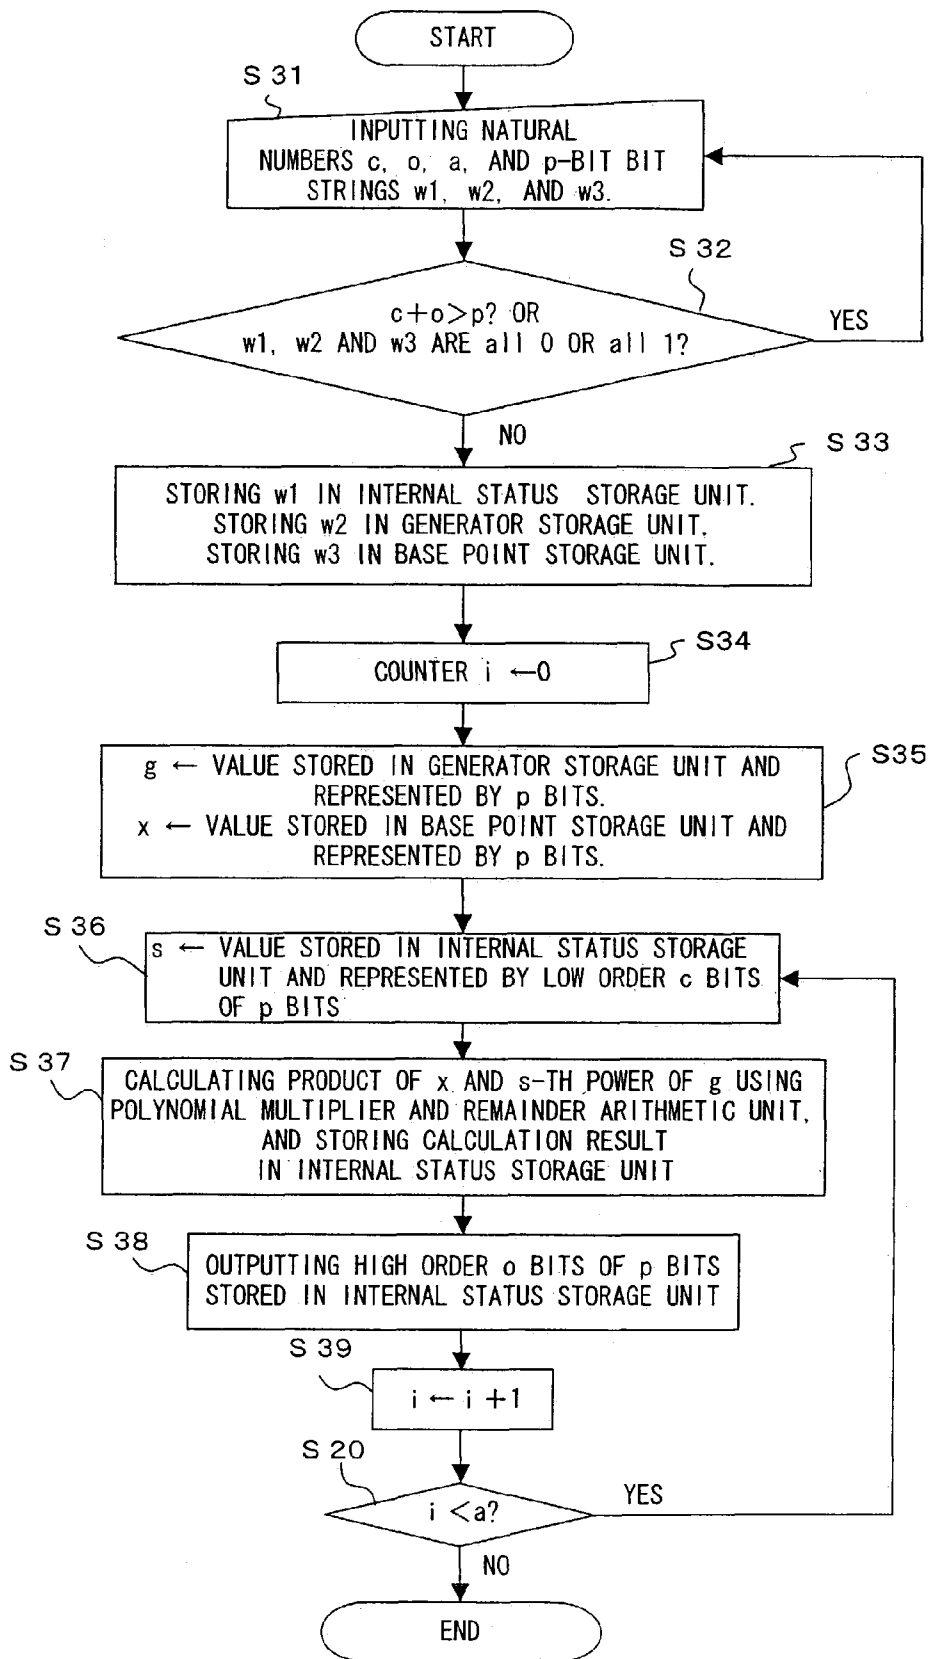 START
S 31
INPUTTING NATURAL
NUMBERS c, o, a, AND p-BIT BIT
STRINGS w1, w2, AND w3.
S 32
c+o>p? OR
w1, w2 AND w3 ARE all 0 OR all 1?
YES
NO
S 33
STORING w1 IN INTERNAL STATUS STORAGE UNIT.
STORING w2 IN GENERATOR STORAGE UNIT.
STORING w3 IN BASE POINT STORAGE UNIT.
S34
COUNTER i ←0
S35
g ← VALUE STORED IN GENERATOR STORAGE UNIT AND
REPRESENTED BY p BITS.
x ← VALUE STORED IN BASE POINT STORAGE UNIT AND
REPRESENTED BY p BITS.
S 36
s ← VALUE STORED IN INTERNAL STATUS STORAGE
UNIT AND REPRESENTED BY LOW ORDER c BITS
OF p BITS
S 37
CALCULATING PRODUCT OF x AND s-TH POWER OF g USING
POLYNOMIAL MULTIPLIER AND REMAINDER ARITHMETIC UNIT,
AND STORING CALCULATION RESULT
IN INTERNAL STATUS STORAGE UNIT
S 38
OUTPUTTING HIGH ORDER o BITS OF p BITS
STORED IN INTERNAL STATUS STORAGE UNIT
S 39
i ← i +1
S 20
i <a?
YES
NO
END